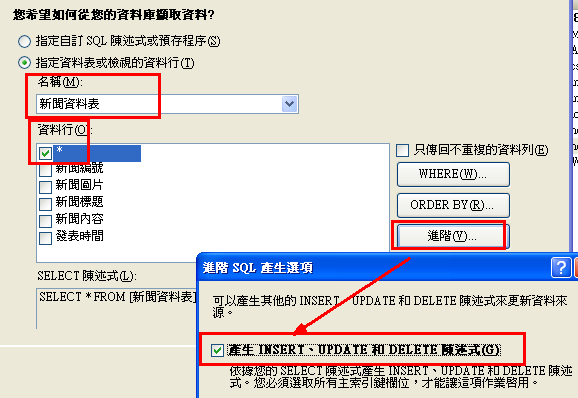 您希望如何從您的資料庫擷取資料?
指定自訂 SQL 陳述式或預存程序(S)
指定資料表或檢視的資料行(T)
名稱(M):
新聞資料表
資料行(O):
*
新聞編號
新聞圖片
新聞標題
新聞內容
發表時間
只傳回不重複的資料列(E)
WHERE(W)...
ORDER BY(R)...
進階(V)...
SELECT 陳述式(L):
SELECT * FROM [新聞資料表]
進階 SQL 產生選項
可以產生其他的 INSERT、UPDATE 和 DELETE 陳述式來更新資料來
源。
產生 INSERT、UPDATE 和 DELETE 陳述式(G)
依據您的 SELECT 陳述式產生 INSERT、UPDATE 和 DELETE 陳述
式。您必須選取所有主索引鍵欄位，才能讓這項作業啟用。